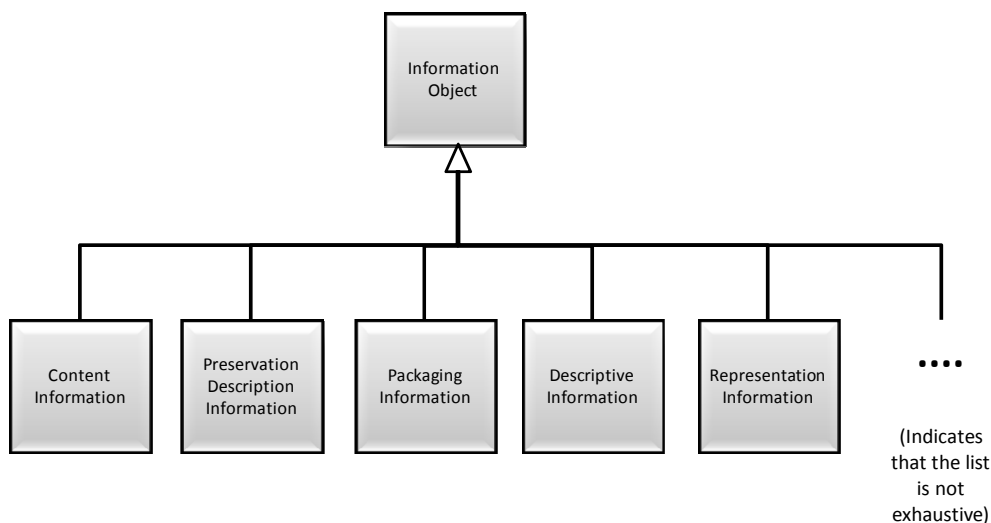 Information
Object
Content
Information
Preservation
Description
Information
Packaging
Information
Descriptive
Information
Representation
Information
....
(Indicates
that the list
is not
exhaustive)